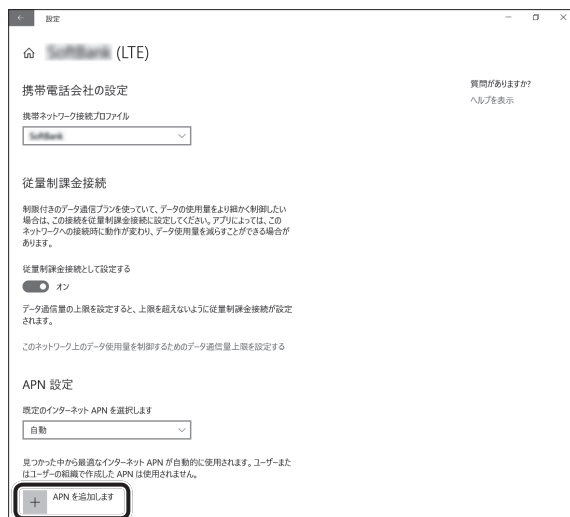 設定
(LTE)
携帯電話会社の設定
携帯ネットワーク接続プロファイル
従量制課金接続
制限付きのデータ通信プランを使っていて、データの使用量をより細かく制御したい
場合は、この接続を従量制課金接続に設定してください。アプリによっては、この
ネットワークへの接続時に動作が変わり、データ使用量を減らすことができる場合が
あります。
従量制課金接続として設定する
オン
データ通信量の上限を設定すると、上限を超えないように従量制課金接続が設定
されます。
このネットワーク上のデータ使用量を制御するためのデータ通信量上限を設定する
APN 設定
既定のインターネット APN を選択します
自動
見つかった中から最適なインターネット APN が自動的に使用されます。ユーザーまた
はユーザーの組織で作成した APN は使用されません。
APN を追加します
質問がありますか?
ヘルプを表示